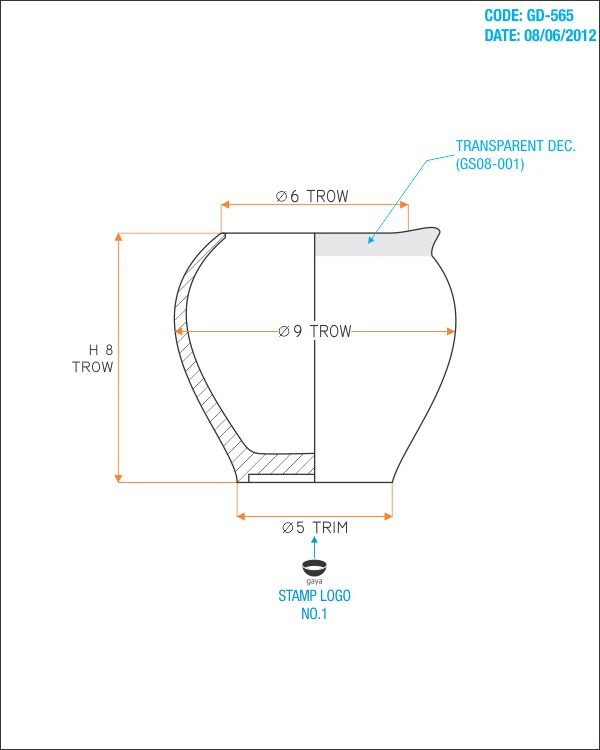 CODE: GD-565
DATE: 08/06/2012
TRANSPARENT DEC.
(GS08-001)
∅6 TROW
∅9 TROW
H 8
TROW
∅5 TRIM
gaya
STAMP LOGO
NO.1